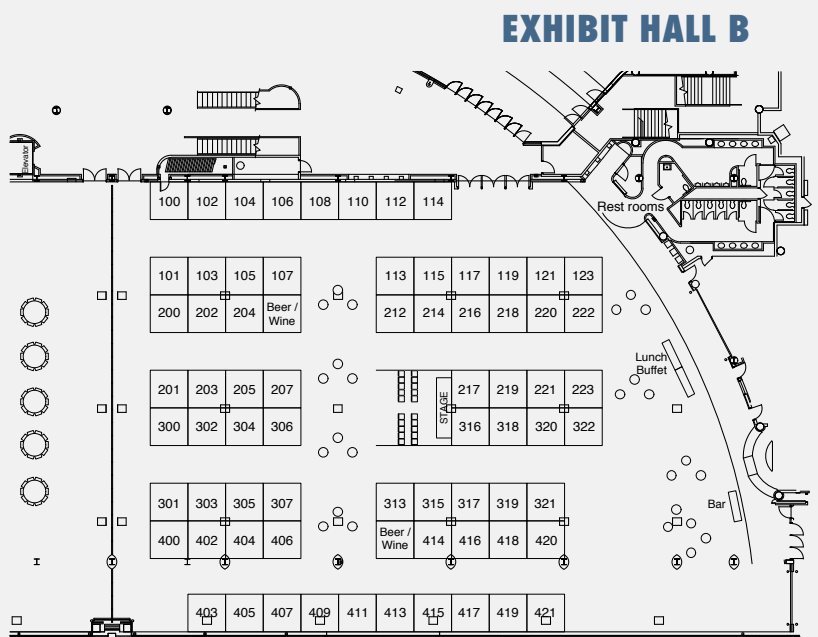 EXHIBIT HALL B
Elevator
Rest rooms
100 102 104 106 108 110 112 114
101 103 105 107 113 115 117 119 121 123
200 202 204 Beer / Wine 212 214 216 218 220 222
Lunch
Buffet
201 203 205 207 STAGE 217 219 221 223
300 302 304 306 316 318 320 322
301 303 305 307 313 315 317 319 321
Bar
400 402 404 406 Beer / Wine 414 416 418 420
403 405 407 409 411 413 415 417 419 421